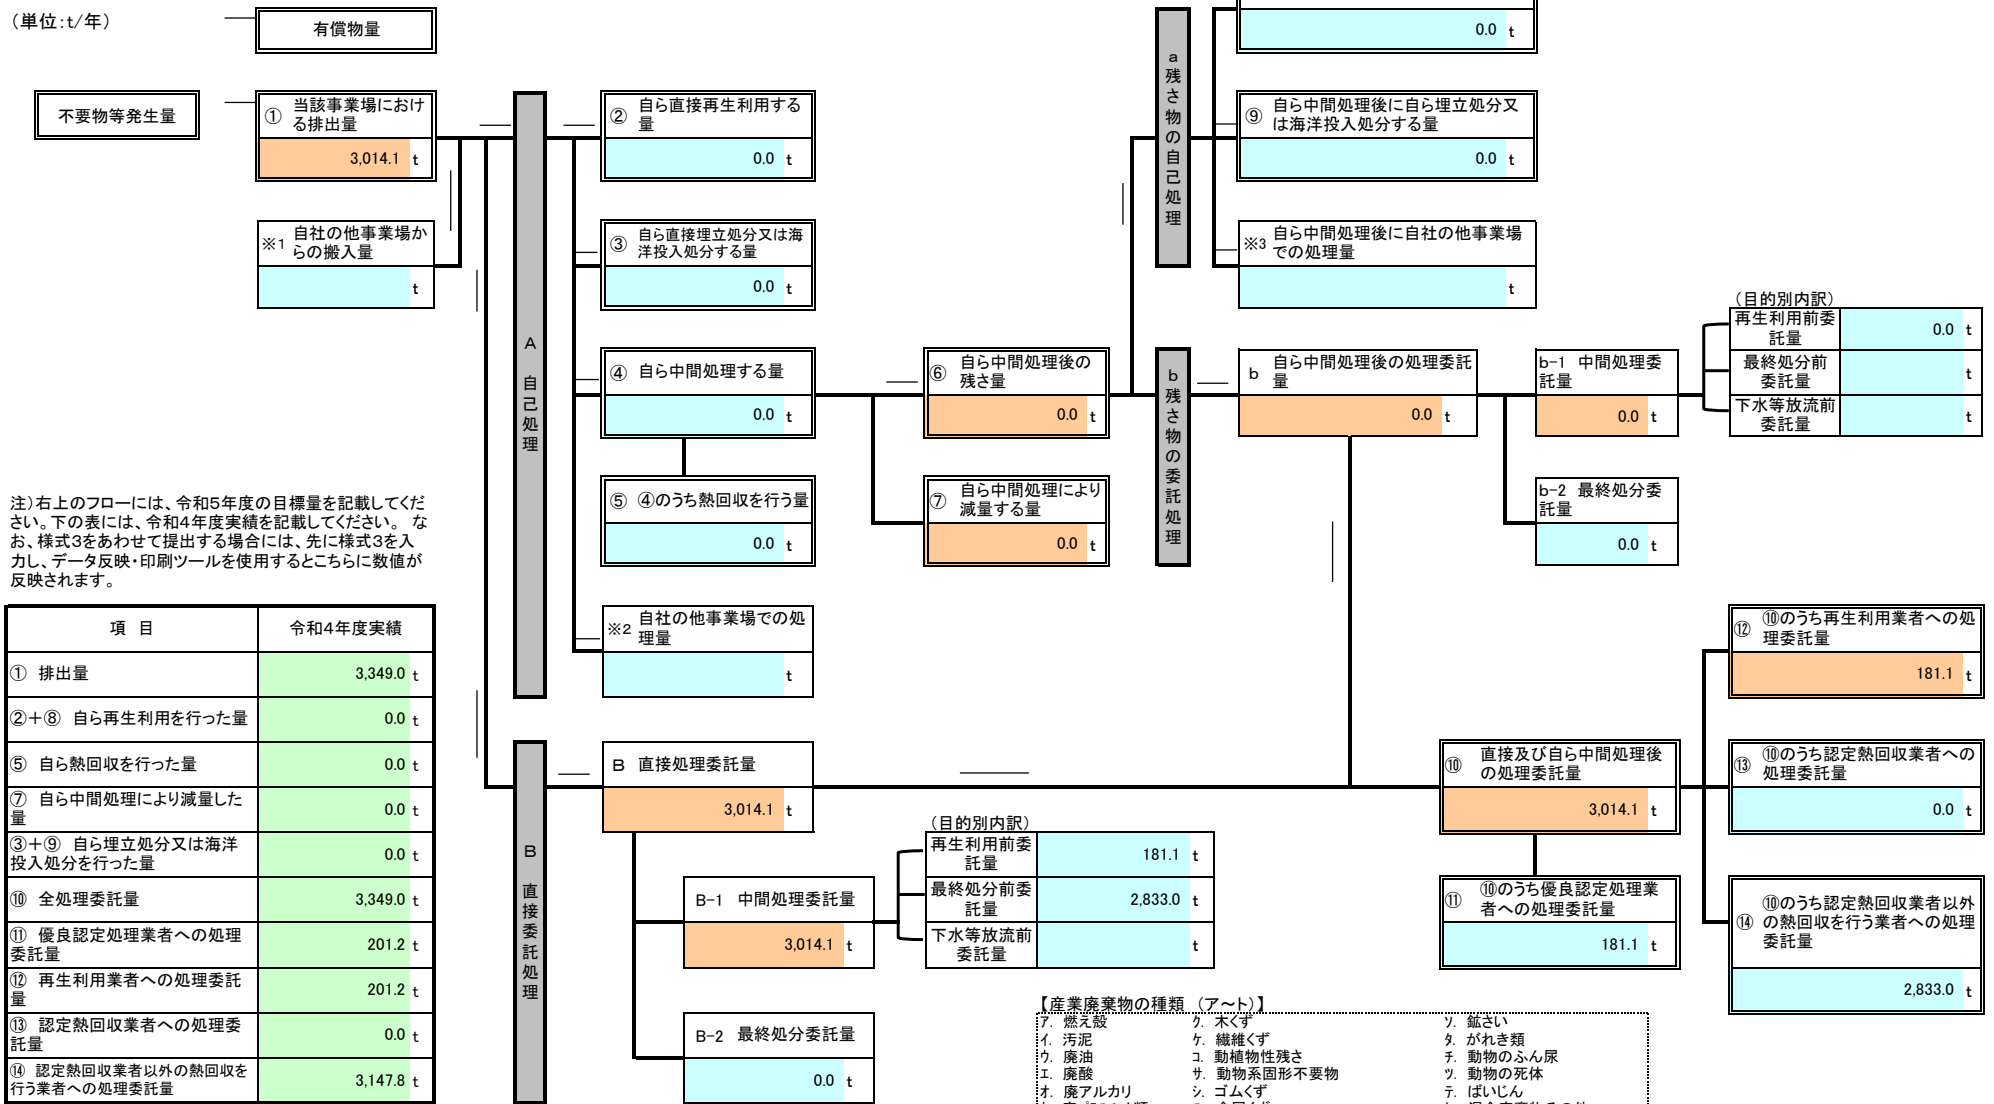 （単位:t/年）
有償物量
0.0 t
不要物等発生量
① 当該事業場におけ
る排出量
3,014.1 t
※1 自社の他事業場か
らの搬入量
t
A
自己処理
② 自ら直接再生利用する
量
0.0 t
③ 自ら直接埋立処分又は海
洋投入処分する量
0.0 t
④ 自ら中間処理する量
0.0 t
⑤ ④のうち熱回収を行う量
0.0 t
※2 自社の他事業場での処
理量
t
⑥ 自ら中間処理後の
残さ量
0.0 t
⑦ 自ら中間処理により
減量する量
0.0 t
a 残さ物の自己処理
⑨ 自ら中間処理後に自ら埋立処分又
は海洋投入処分する量
0.0 t
※3 自ら中間処理後に自社の他事業場
での処理量
t
b 残さ物の委託処理
b 自ら中間処理後の処理委託
量
0.0 t
b-1 中間処理委
託量
0.0 t
（目的別内訳）
再生利用前委
託量
0.0 t
最終処分前
委託量
t
下水等放流前
委託量
t
b-2 最終処分委
託量
0.0 t
注）右上のフローには、令和5年度の目標量を記載してくだ
さい。下の表には、令和4年度実績を記載してください。 な
お、様式3をあわせて提出する場合には、先に様式3を入
力し、データ反映・印刷ツールを使用するとこちらに数値が
反映されます。
項 目 令和4年度実績
① 排出量 3,349.0 t
②＋⑧ 自ら再生利用を行った量 0.0 t
⑤ 自ら熱回収を行った量 0.0 t
⑦ 自ら中間処理により減量した
量 0.0 t
③＋⑨ 自ら埋立処分又は海洋
投入処分を行った量 0.0 t
⑩ 全処理委託量 3,349.0 t
⑪ 優良認定処理業者への処理
委託量 201.2 t
⑫ 再生利用業者への処理委託
量 201.2 t
⑬ 認定熱回収業者への処理委
託量 0.0 t
⑭ 認定熱回収業者以外の熱回収を
行う業者への処理委託量 3,147.8 t
B
直接委託処理
B 直接処理委託量
3,014.1 t
B-1 中間処理委託量
3,014.1 t
B-2 最終処分委託量
0.0 t
（目的別内訳）
再生利用前委
託量
181.1 t
最終処分前委
託量
2,833.0 t
下水等放流前
委託量
t
⑩ 直接及び自ら中間処理後
の処理委託量
3,014.1 t
⑪ ⑩のうち優良認定処理業
者への処理委託量
181.1 t
⑫ ⑩のうち再生利用業者への処
理委託量
181.1 t
⑬ ⑩のうち認定熱回収業者への
処理委託量
0.0 t
⑭ ⑩のうち認定熱回収業者以外
の熱回収を行う業者への処理
委託量
2,833.0 t
【産業廃棄物の種類 （ア～ト）】
ア. 燃え殻 ク. 木くず ソ. 鉱さい
イ. 汚泥 ケ. 繊維くず タ. がれき類
ウ. 廃油 コ. 動植物性残さ チ. 動物のふん尿
エ. 廃酸 サ. 動物系固形不要物 ツ. 動物の死体
オ. 廃アルカリ シ. ゴムくず テ. ばいじん